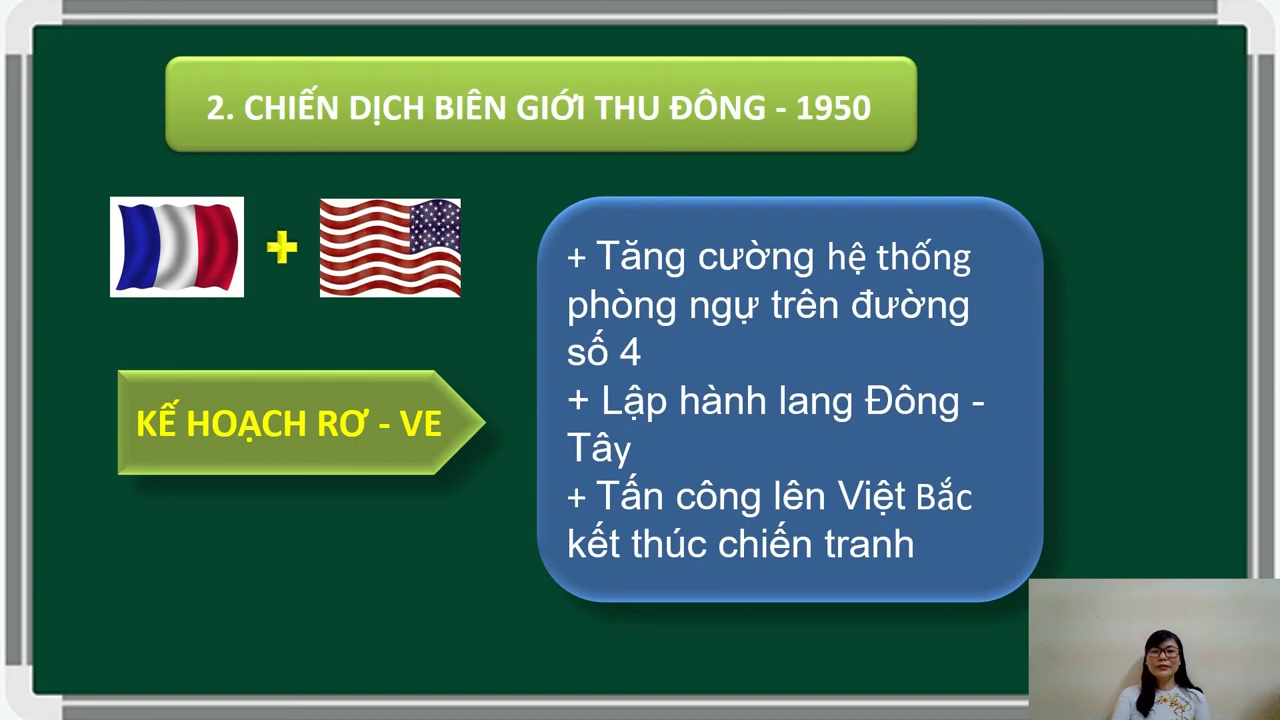 2. CHIẾN DỊCH BIÊN GIỚI THU ĐÔNG - 1950
KẾ HOẠCH RƠ - VE
+ Tăng cường hệ thống
phòng ngự trên đường
số 4
+ Lập hành lang Đông -
Tây
+ Tấn công lên Việt Bắc
kết thúc chiến tranh